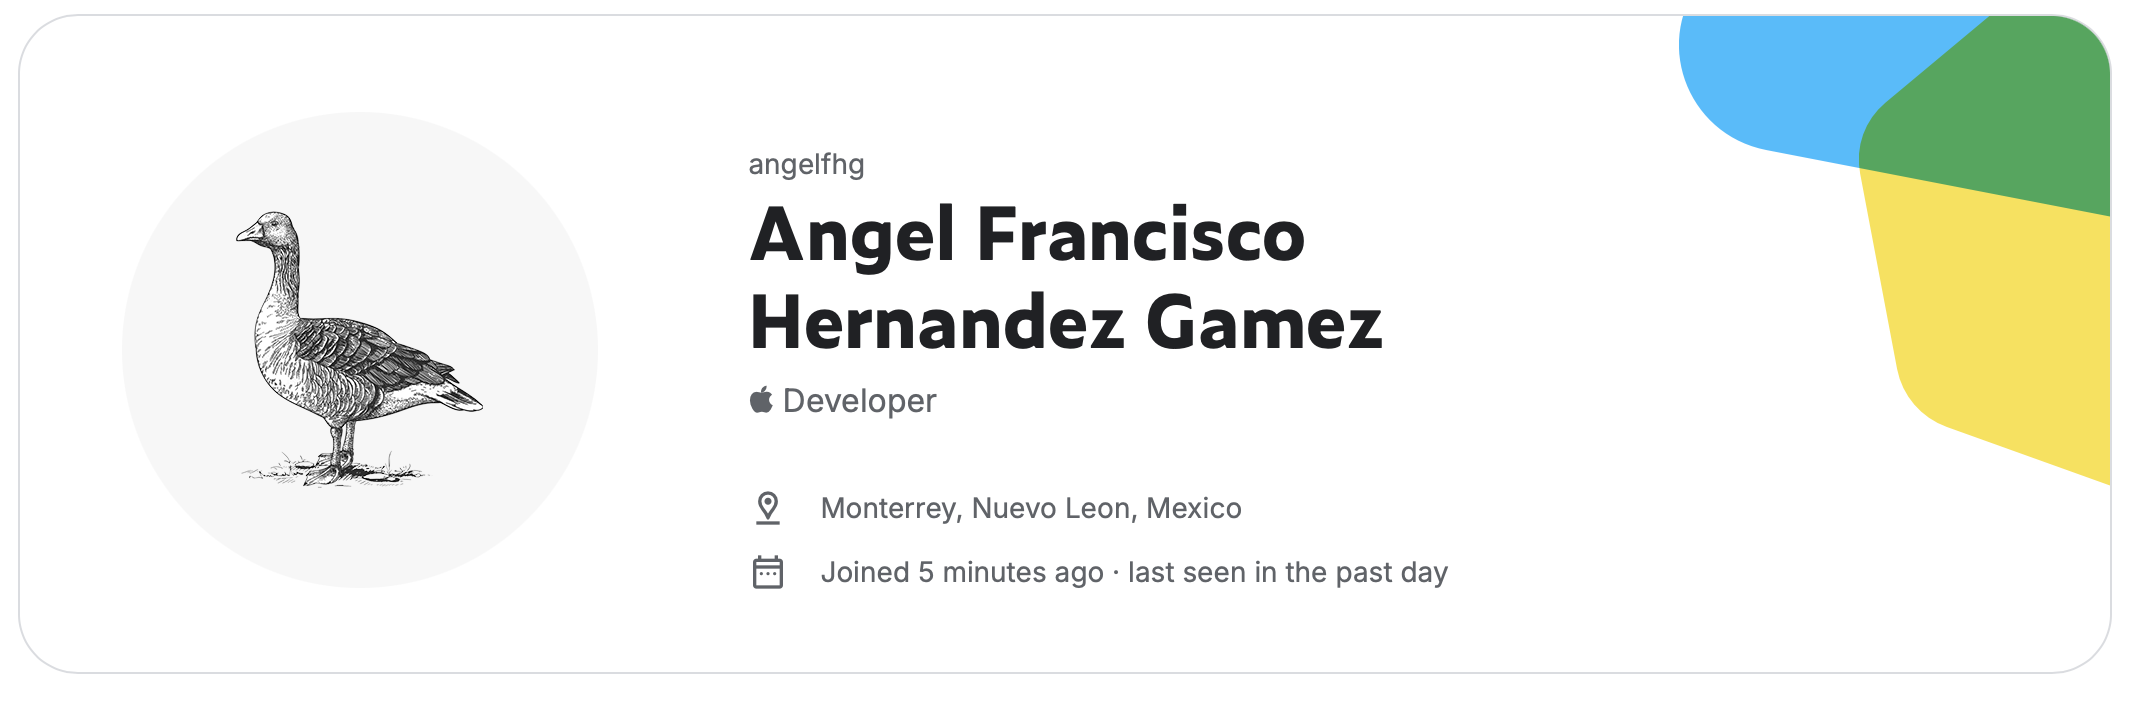 angelfhg
Angel Francisco
Hernandez Gamez
 Developer
Monterrey, Nuevo Leon, Mexico
Joined 5 minutes ago · last seen in the past day